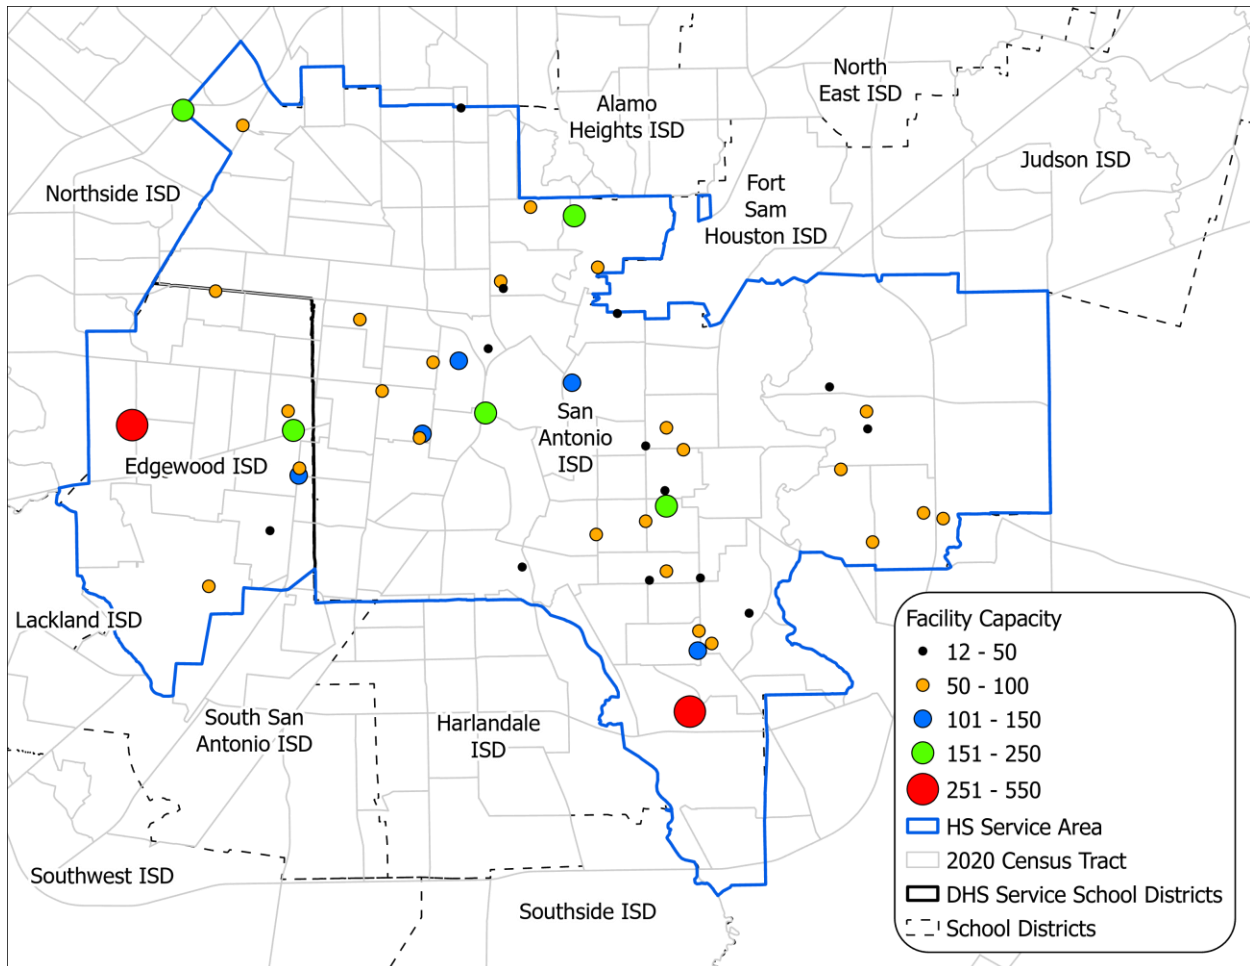 North
East ISD
Alamo
Heights ISD
Judson ISD
Northside ISD
Fort
Sam
Houston ISD
San
Antonio
ISD
Edgewood ISD
Lackland ISD
South San
Antonio ISD
Harlandale
ISD
Southwest ISD
Southside ISD
Facility Capacity
12 - 50
50 - 100
101 - 150
151 - 250
251 - 550
HS Service Area
2020 Census Tract
DHS Service School Districts
School Districts